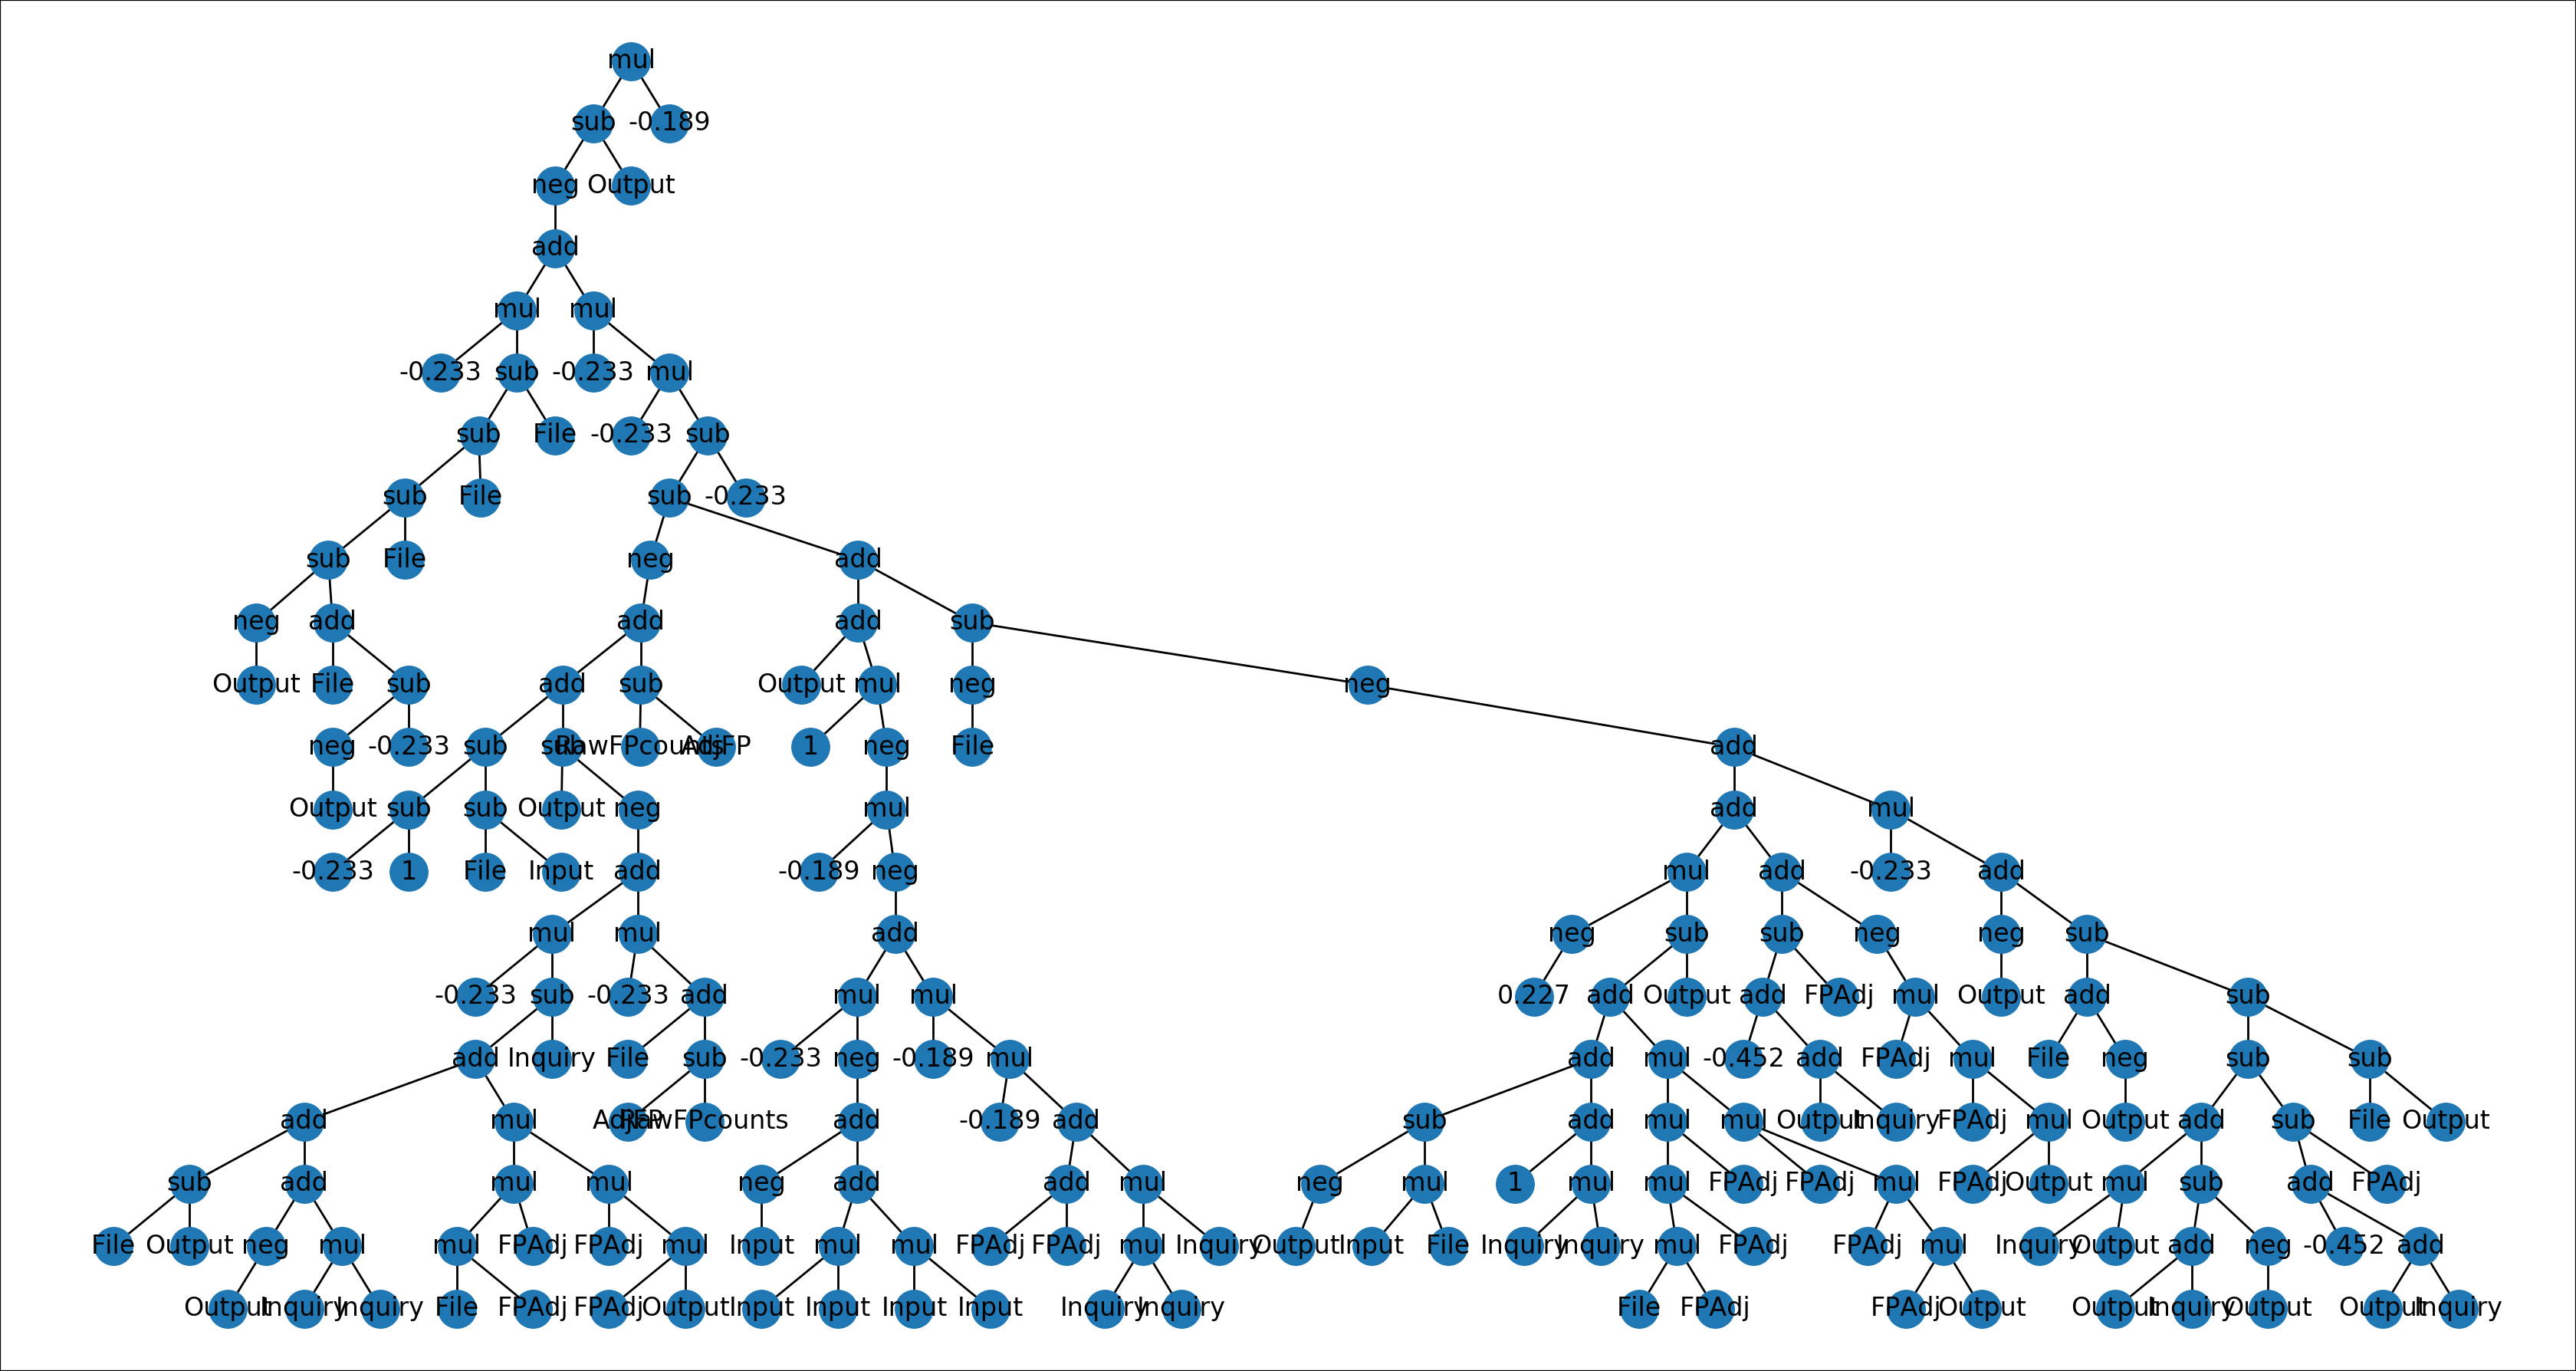 mul
sub -0.189
neg Output
add
mul mul
-0.233 sub -0.233 mul
sub File -0.233 sub
sub File sub -0.233
sub File neg add
neg add add add sub
Output File sub add sub Output mul neg neg
neg -0.233 sub sub RawFPcounts AdjFP 1 neg File add
Output sub sub Output neg mul add mul
-0.233 1 File Input add -0.189 neg mul add -0.233 add
mul mul add neg sub sub neg neg sub
-0.233 sub -0.233 add mul mul 0.227 add Output add FPAdj mul Output add sub
add Inquiry File sub -0.233 neg -0.189 mul add mul -0.452 add FPAdj mul File neg sub sub
add mul AdjFP RawFPcounts add -0.189 add sub add mul mul Output Inquiry FPAdj mul Output add sub File Output
sub add mul mul neg add add mul neg mul 1 mul mul FPAdj FPAdj mul FPAdj Output mul sub add FPAdj
File Output neg mul mul FPAdj FPAdj mul Input mul mul FPAdj FPAdj mul Inquiry Output Input File Inquiry Inquiry mul FPAdj FPAdj mul Inquiry Output add neg -0.452 add
Output Inquiry Inquiry File FPAdj FPAdj Output Input Input Input Input Inquiry Inquiry File FPAdj FPAdj Output Output Inquiry Output Output Inquiry